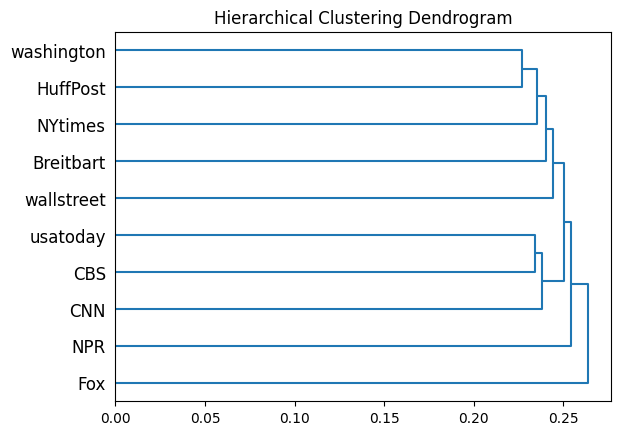 Hierarchical Clustering Dendrogram
washington
HuffPost
NYtimes
Breitbart
wallstreet
usatoday
CBS
CNN
NPR
Fox
0.00 0.05 0.10 0.15 0.20 0.25